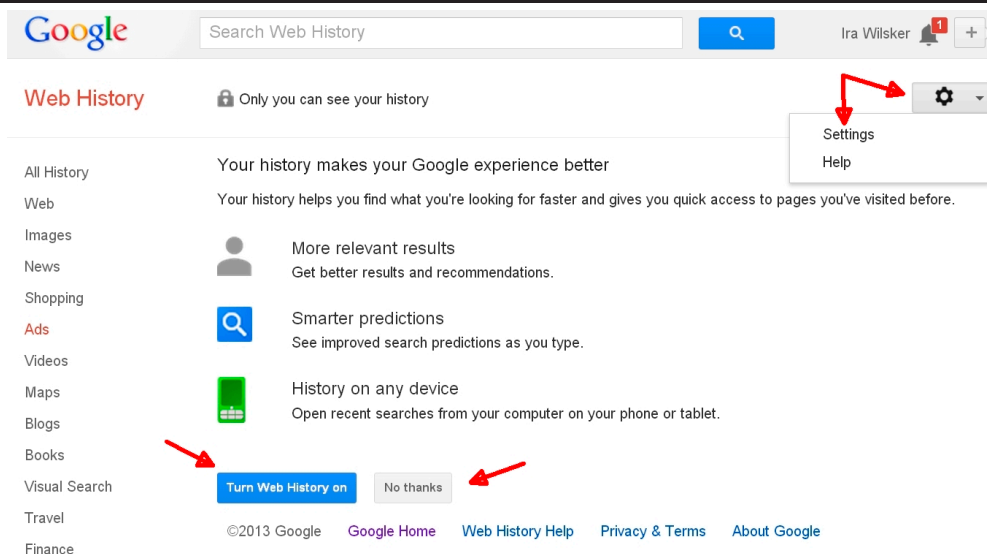 Google
Search Web History
Ira Wilsker
1
+
Web History
Only you can see your history
Settings
Help
All History
Web
Images
News
Shopping
Ads
Videos
Maps
Blogs
Books
Visual Search
Travel
Finance
Your history makes your Google experience better
Your history helps you find what you're looking for faster and gives you quick access to pages you've visited before.
More relevant results
Get better results and recommendations.
Smarter predictions
See improved search predictions as you type.
History on any device
Open recent searches from your computer on your phone or tablet.
Turn Web History on
No thanks
©2013 Google Google Home Web History Help Privacy & Terms About Google